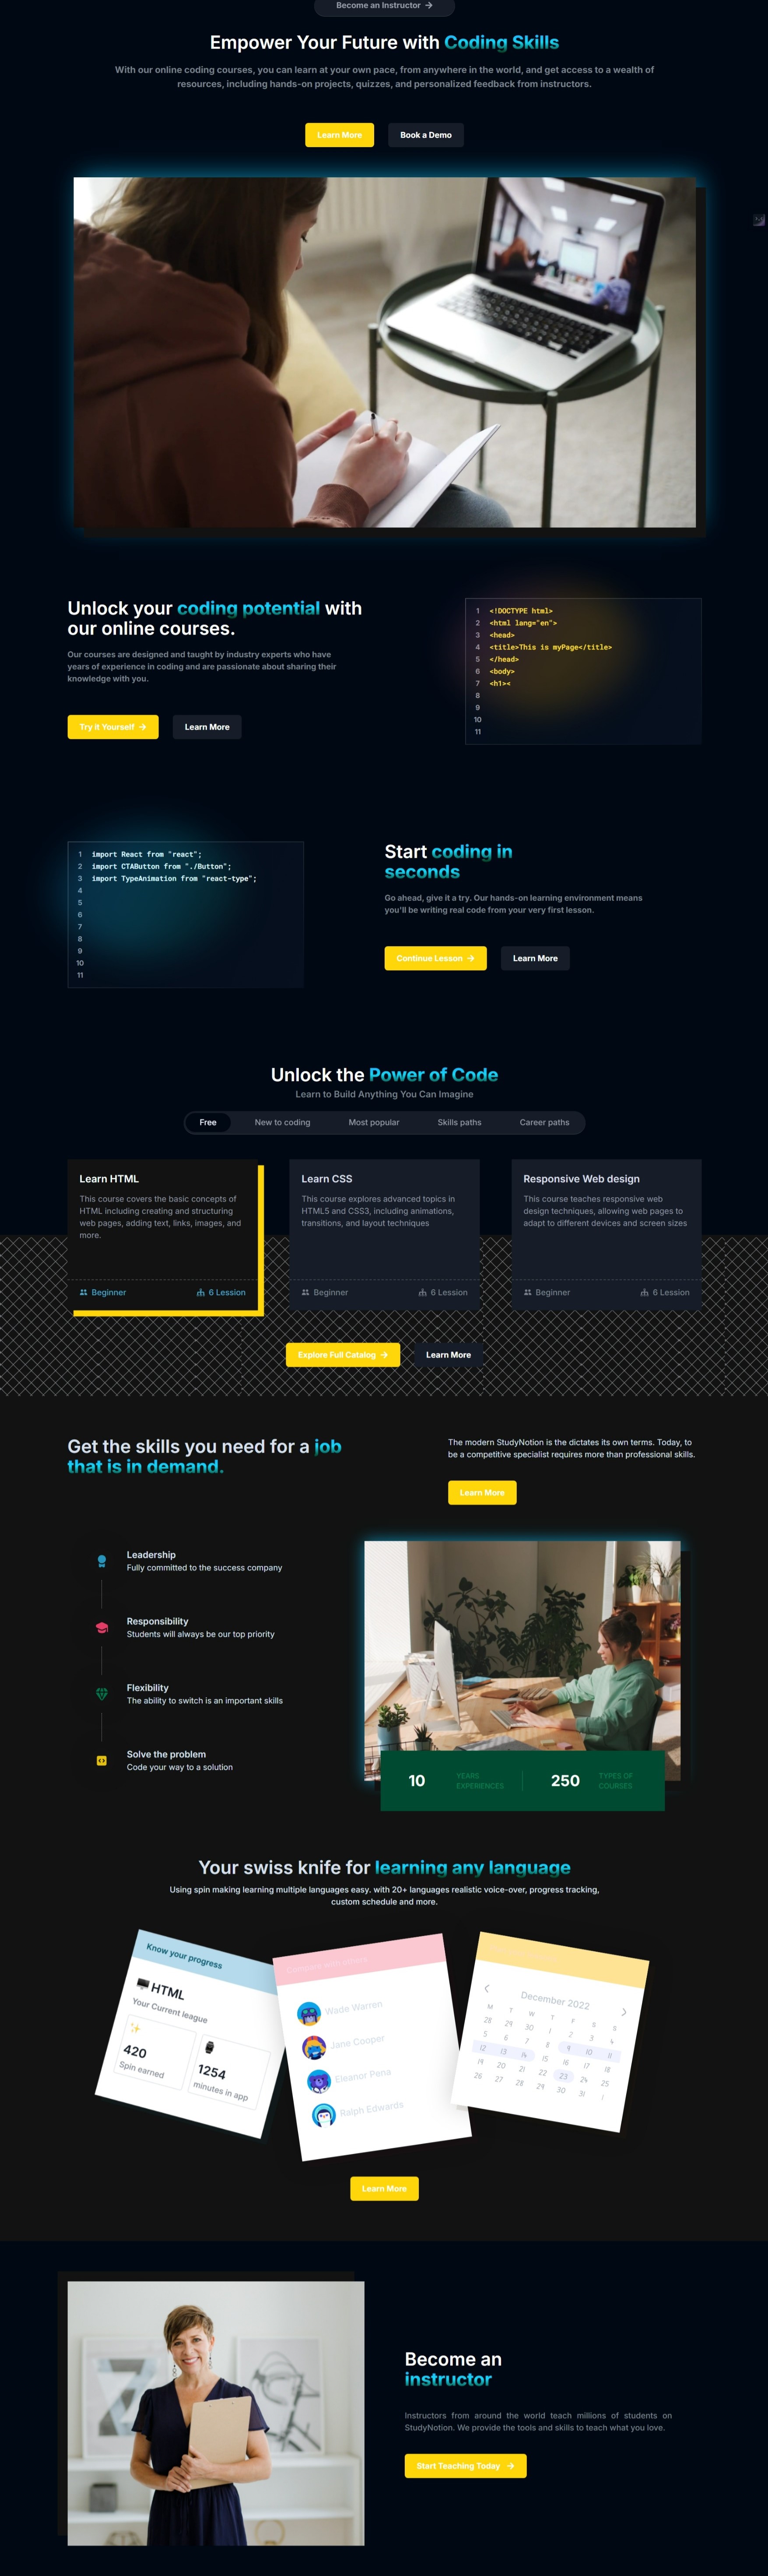 Become an Instructor →
Empower Your Future with Coding Skills
With our online coding courses, you can learn at your own pace, from anywhere in the world, and get access to a wealth of
resources, including hands-on projects, quizzes, and personalized feedback from instructors.
Learn More
Book a Demo
Unlock your coding potential with
our online courses.
Our courses are designed and taught by industry experts who have
years of experience in coding and are passionate about sharing their
knowledge with you.
Try it Yourself →
Learn More
1 <!DOCTYPE html>
2 <html lang="en">
3 <head>
4 <title>This is myPage</title>
5 </head>
6 <body>
7 <h1><
8
9
10
11
1 import React from "react";
2 import CTAButton from "./Button";
3 import TypeAnimation from "react-type";
4
5
6
7
8
9
10
11
Start coding in
seconds
Go ahead, give it a try. Our hands-on learning environment means
you'll be writing real code from your very first lesson.
Continue Lesson →
Learn More
Unlock the Power of Code
Learn to Build Anything You Can Imagine
Free
New to coding
Most popular
Skills paths
Career paths
Learn HTML
This course covers the basic concepts of
HTML including creating and structuring
web pages, adding text, links, images, and
more.
Beginner
6 Lession
Learn CSS
This course explores advanced topics in
HTML5 and CSS3, including animations,
transitions, and layout techniques
Beginner
6 Lession
Responsive Web design
This course teaches responsive web
design techniques, allowing web pages to
adapt to different devices and screen sizes
Beginner
6 Lession
Explore Full Catalog →
Learn More
Get the skills you need for a job
that is in demand.
The modern StudyNotion is the dictates its own terms. Today, to
be a competitive specialist requires more than professional skills.
Learn More
Leadership
Fully committed to the success company
Responsibility
Students will always be our top priority
Flexibility
The ability to switch is an important skills
Solve the problem
Code your way to a solution
10
YEARS
EXPERIENCES
250
TYPES OF
COURSES
Your swiss knife for learning any language
Using spin making learning multiple languages easy. with 20+ languages realistic voice-over, progress tracking,
custom schedule and more.
Know your progress
HTML
Your Current league
420
Spin earned
1254
minutes in app
Wade Warren
Jane Cooper
Eleanor Pena
Ralph Edwards
December 2022
M T W T F S S
28 29 30 1 2 3 4
5 6 7 8 9 10 11
12 13 14 15 16 17 18
19 20 21 22 23 24 25
26 27 28 29 30 31 1
Learn More
Become an
instructor
Instructors from around the world teach millions of students on
StudyNotion. We provide the tools and skills to teach what you love.
Start Teaching Today →